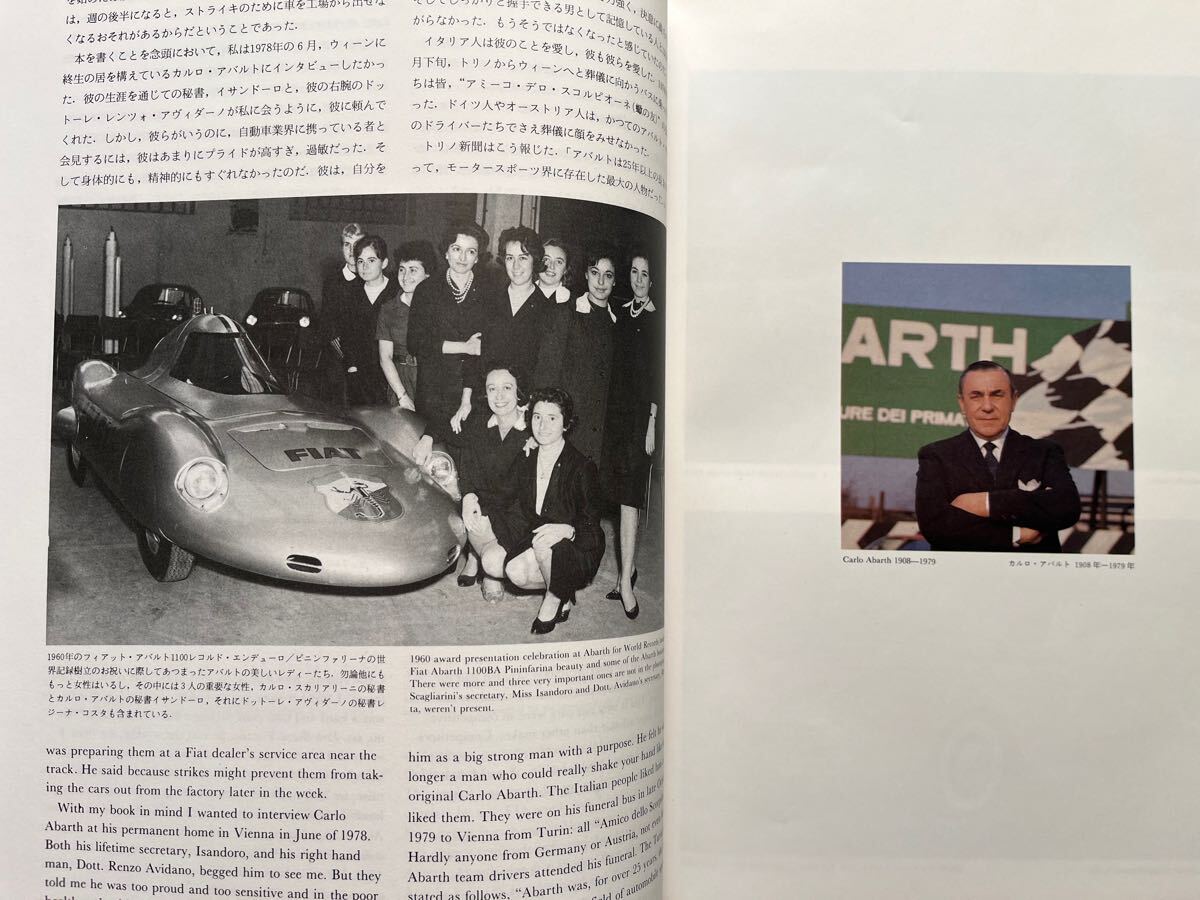 は，週の後半になると，ストライキのために車を工場から出せな
くなるおそれがあるからだということであった．
本を書くことを念頭において，私は1978年の6月，ウィーンに
終生の居を構えているカルロ・アバルトにインタビューしたかっ
た．彼の生涯を通じての秘書，イサンドーロと，彼の右腕のドッ
トーレ・レンツォ・アヴィダーノが私に会うように，彼に頼んで
くれた．しかし，彼らがいうのに，自動車業界に携っている者と
会見するには，彼はあまりにプライドが高すぎ，過敏だった．そ
して身体的にも，精神的にもすぐれなかったのだ．彼は，自分を
がらなかった．もうそうではなくなったと感じていた
イタリア人は彼のことを愛し，彼も彼らを愛した．
月下旬，トリノからウィーンへと葬儀に向かうバスに
ちは皆，“アミーコ・デロ・スコルピオーネ（蠍の友）”
った．ドイツ人やオーストリア人は，かつてのアバルト・
のドライバーたちでさえ葬儀に顔をみせなかった．
トリノ新聞はこう報じた．「アバルトは25年以上の
って，モータースポーツ界に存在した最大の人物だっ
FIAT
1960年のフィアット・アバルト1100レコルド・エンデューロ／ピニンファリーナの世
界記録樹立のお祝いに際してあつまったアバルトの美しいレディーたち．勿論他にも
もっと女性はいるし，その中には3人の重要な女性，カルロ・スカリアリーニの秘書
とカルロ・アバルトの秘書イサンドーロ，それにドットーレ・アヴィダーノの秘書レ
ジーナ・コスタも含まれている．
1960 award presentation celebration at Abarth for World Records
Fiat Abarth 1100BA Pininfarina beauty and some of the Abarth
There were more and three very important ones are not in the
Scagliarini's secretary, Miss Isandoro and Dott. Avidano's secretary,
ta, weren't present.
was preparing them at a Fiat dealer's service area near the
track. He said because strikes might prevent them from tak-
ing the cars out from the factory later in the week.
With my book in mind I wanted to interview Carlo
Abarth at his permanent home in Vienna in June of 1978.
Both his lifetime secretary, Isandoro, and his right hand
man, Dott. Renzo Avidano, begged him to see me. But they
told me he was too proud and too sensitive and in the poor
him as a big strong man with a purpose. He felt
longer a man who could really shake your hand
original Carlo Abarth. The Italian people liked
liked them. They were on his funeral bus in late
1979 to Vienna from Turin: all "Amico dello
Hardly anyone from Germany or Austria, not even
Abarth team drivers attended his funeral. The
stated as follows, "Abarth was, for over 25 years,
field of automobile
ARTH
URE DEI PRIMA
Carlo Abarth 1908—1979
カルロ・アバルト 1908年—1979年